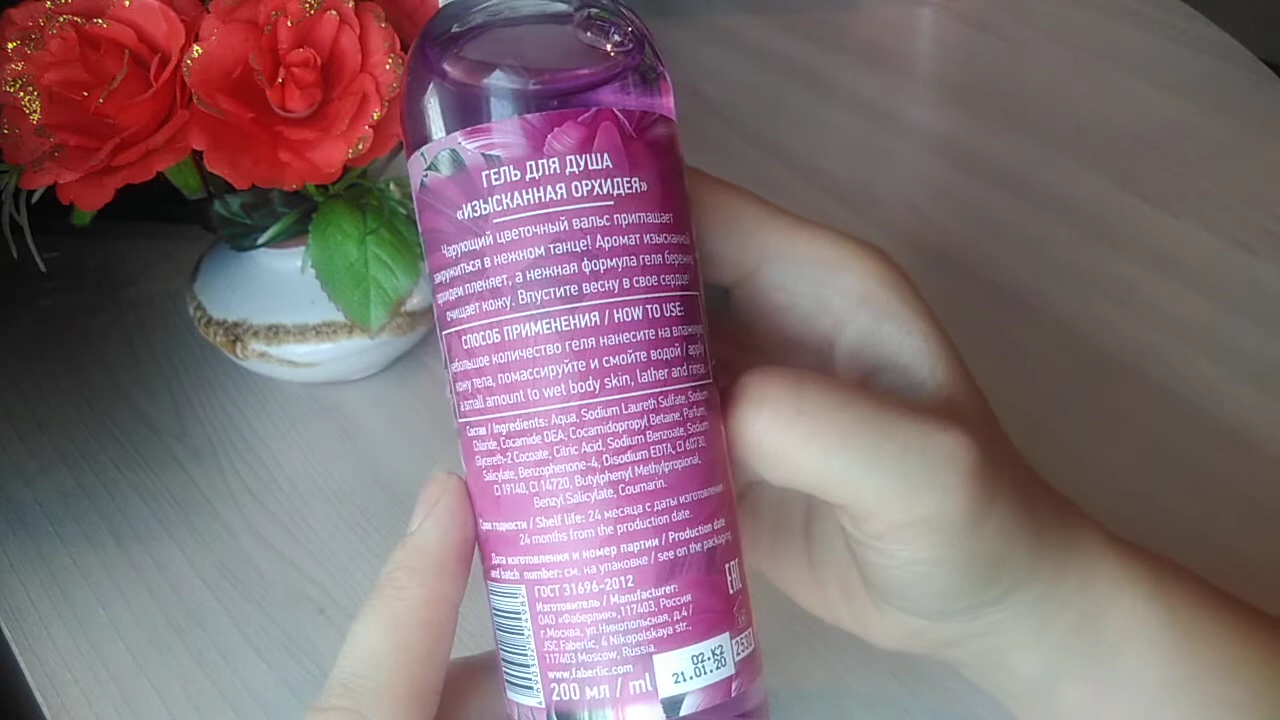 ГЕЛЬ ДЛЯ ДУША
«ИЗЫСКАННАЯ ОРХИДЕЯ»
Чарующий цветочный вальс приглашает
закружиться в нежном танце! Аромат изысканной
орхидеи пленяет, а нежная формула геля бережно
очищает кожу. Впустите весну в свое сердце!
СПОСОБ ПРИМЕНЕНИЯ / HOW TO USE:
небольшое количество геля нанесите на влажную
кожу тела, помассируйте и смойте водой / apply
a small amount to wet body skin, lather and rinse.
Состав / Ingredients: Aqua, Sodium Laureth Sulfate, Sodium
Chloride, Cocamide DEA, Cocamidopropyl Betaine, Parfum,
Glycereth-2 Cocoate, Citric Acid, Sodium Benzoate, Sodium
Salicylate, Benzophenone-4, Disodium EDTA, CI 60730,
CI 19140, CI 14720, Butylphenyl Methylpropional,
Benzyl Salicylate, Coumarin.
Срок годности / Shelf life: 24 месяца с даты изготовления
24 months from the production date.
Дата изготовления и номер партии / Production date
and batch number: см. на упаковке / see on the packaging.
ГОСТ 31696-2012
Изготовитель / Manufacturer:
ОАО «Фаберлик», 117403, Россия
г.Москва, ул.Никопольская, д.4 /
JSC Faberlic, 4 Nikopolskaya str.,
117403 Moscow, Russia.
www.faberlic.com
200 мл / ml
02.K2
21.01.20
2530
EAC
4690302524982